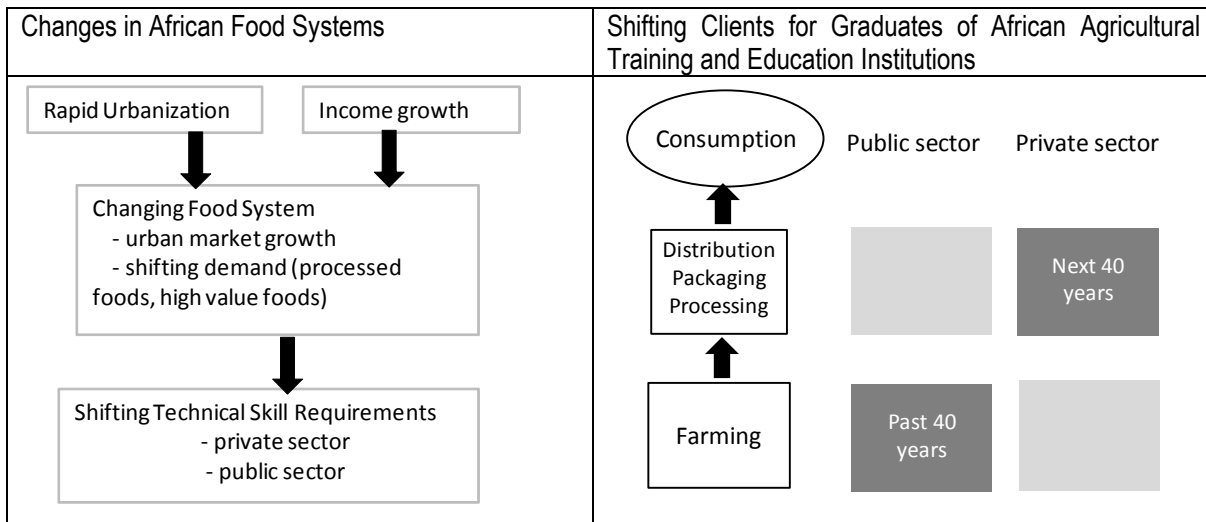 Changes in African Food Systems
Shifting Clients for Graduates of African Agricultural
Training and Education Institutions
Rapid Urbanization
Income growth
Changing Food System
- urban market growth
- shifting demand (processed
foods, high value foods)
Shifting Technical Skill Requirements
- private sector
- public sector
Consumption
Public sector
Private sector
Distribution
Packaging
Processing
Next 40
years
Farming
Past 40
years